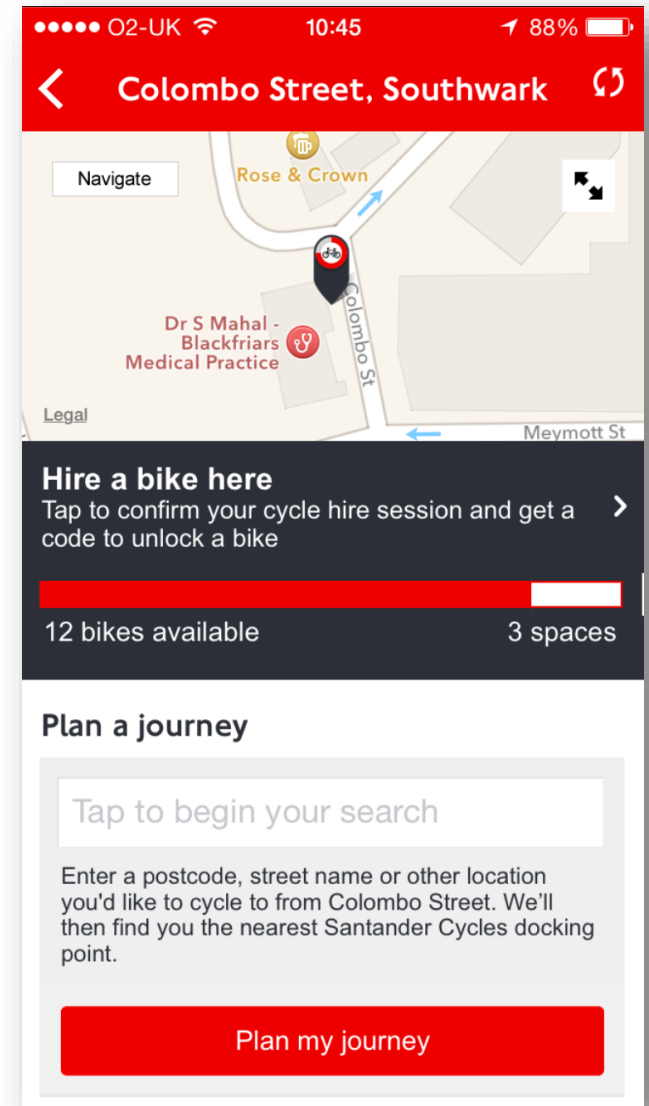 O2-UK 10:45 88%
Colombo Street, Southwark
Navigate
Rose & Crown
Dr S Mahal -
Blackfriars
Medical Practice
Colombo St
Legal
Meymott St
Hire a bike here
Tap to confirm your cycle hire session and get a
code to unlock a bike
12 bikes available 3 spaces
Plan a journey
Tap to begin your search
Enter a postcode, street name or other location
you'd like to cycle to from Colombo Street. We’ll
then find you the nearest Santander Cycles docking
point.
Plan my journey